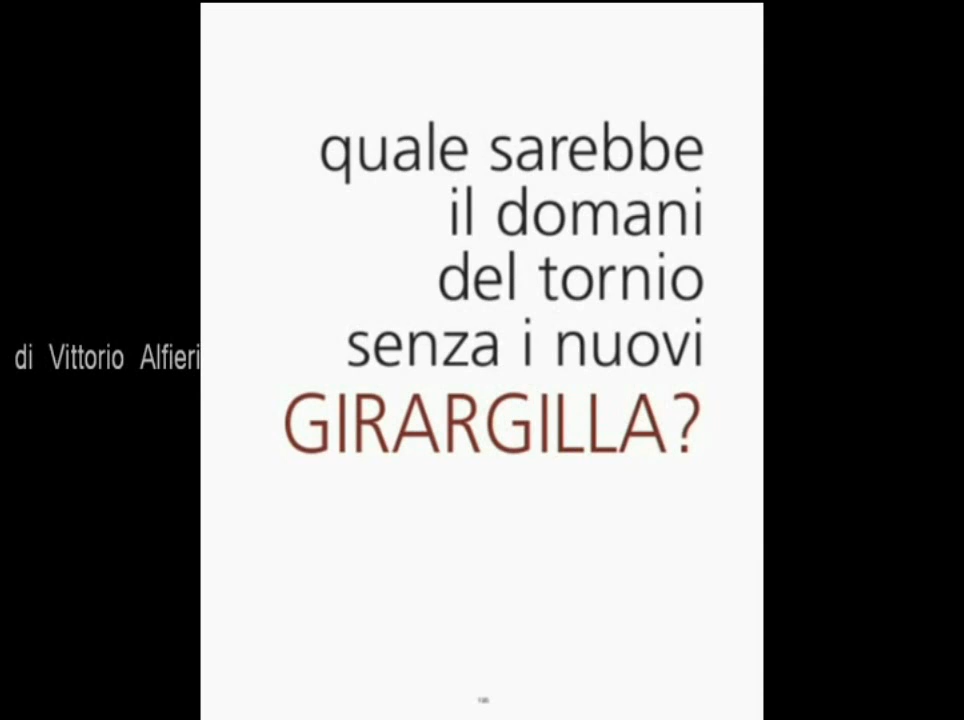 quale sarebbe
il domani
del tornio
senza i nuovi
GIRARGILLA?
di Vittorio Alfieri